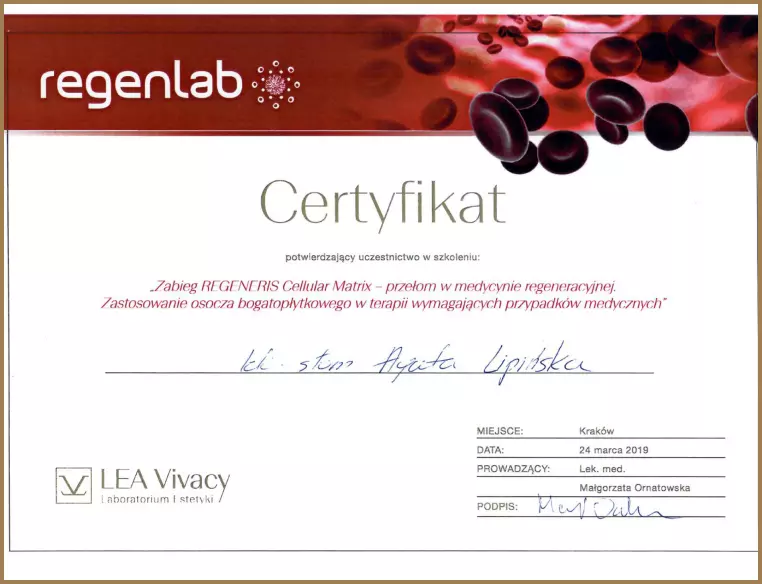 regenlab
Certyfikat
potwierdzający uczestnictwo w szkoleniu:
„Zabieg REGENERIS Cellular Matrix – przełom w medycynie regeneracyjnej.
Zastosowanie osocza bogatopłytkowego w terapii wymagających przypadków medycznych"
lek. stom Agata Lipińska
MIEJSCE: Kraków
DATA: 24 marca 2019
PROWADZĄCY: Lek. med.
Małgorzata Ornatowska
PODPIS:
LEA Vivacy
Laboratorium Estetyki